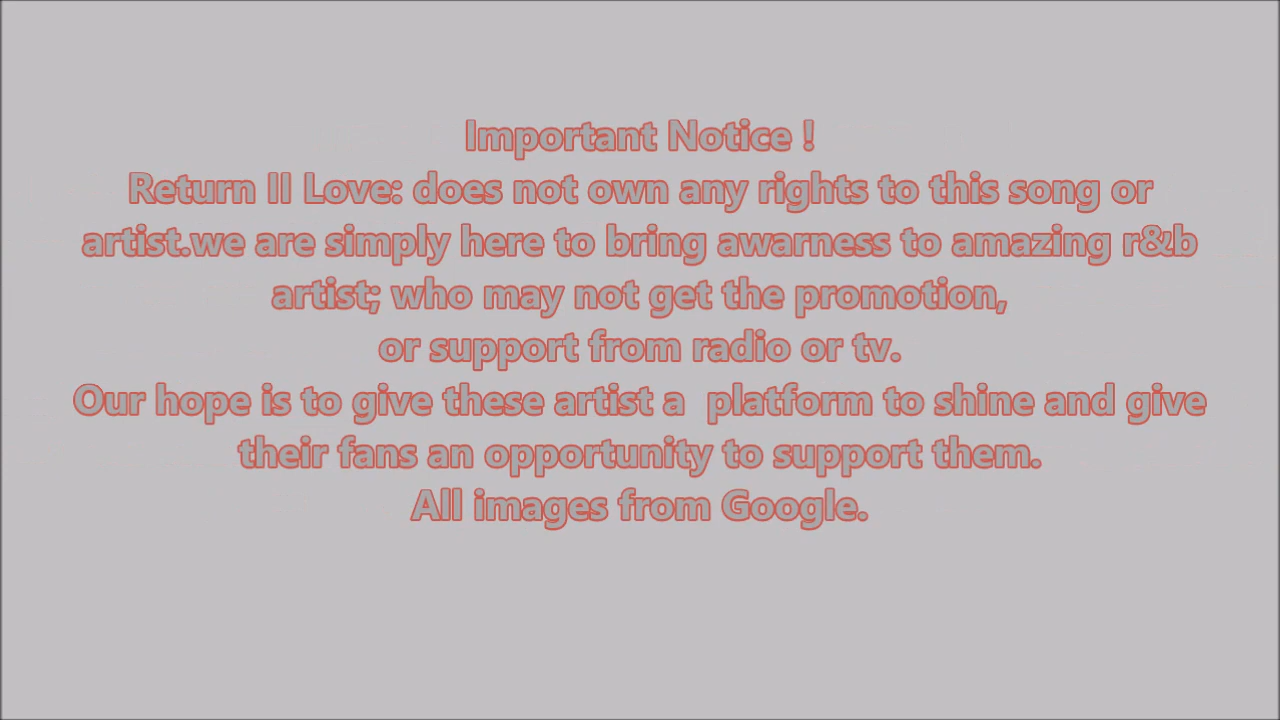 Important Notice !
Return II Love: does not own any rights to this song or
artist.we are simply here to bring awarness to amazing r&b
artist; who may not get the promotion,
or support from radio or tv.
Our hope is to give these artist a  platform to shine and give
their fans an opportunity to support them.
All images from Google.